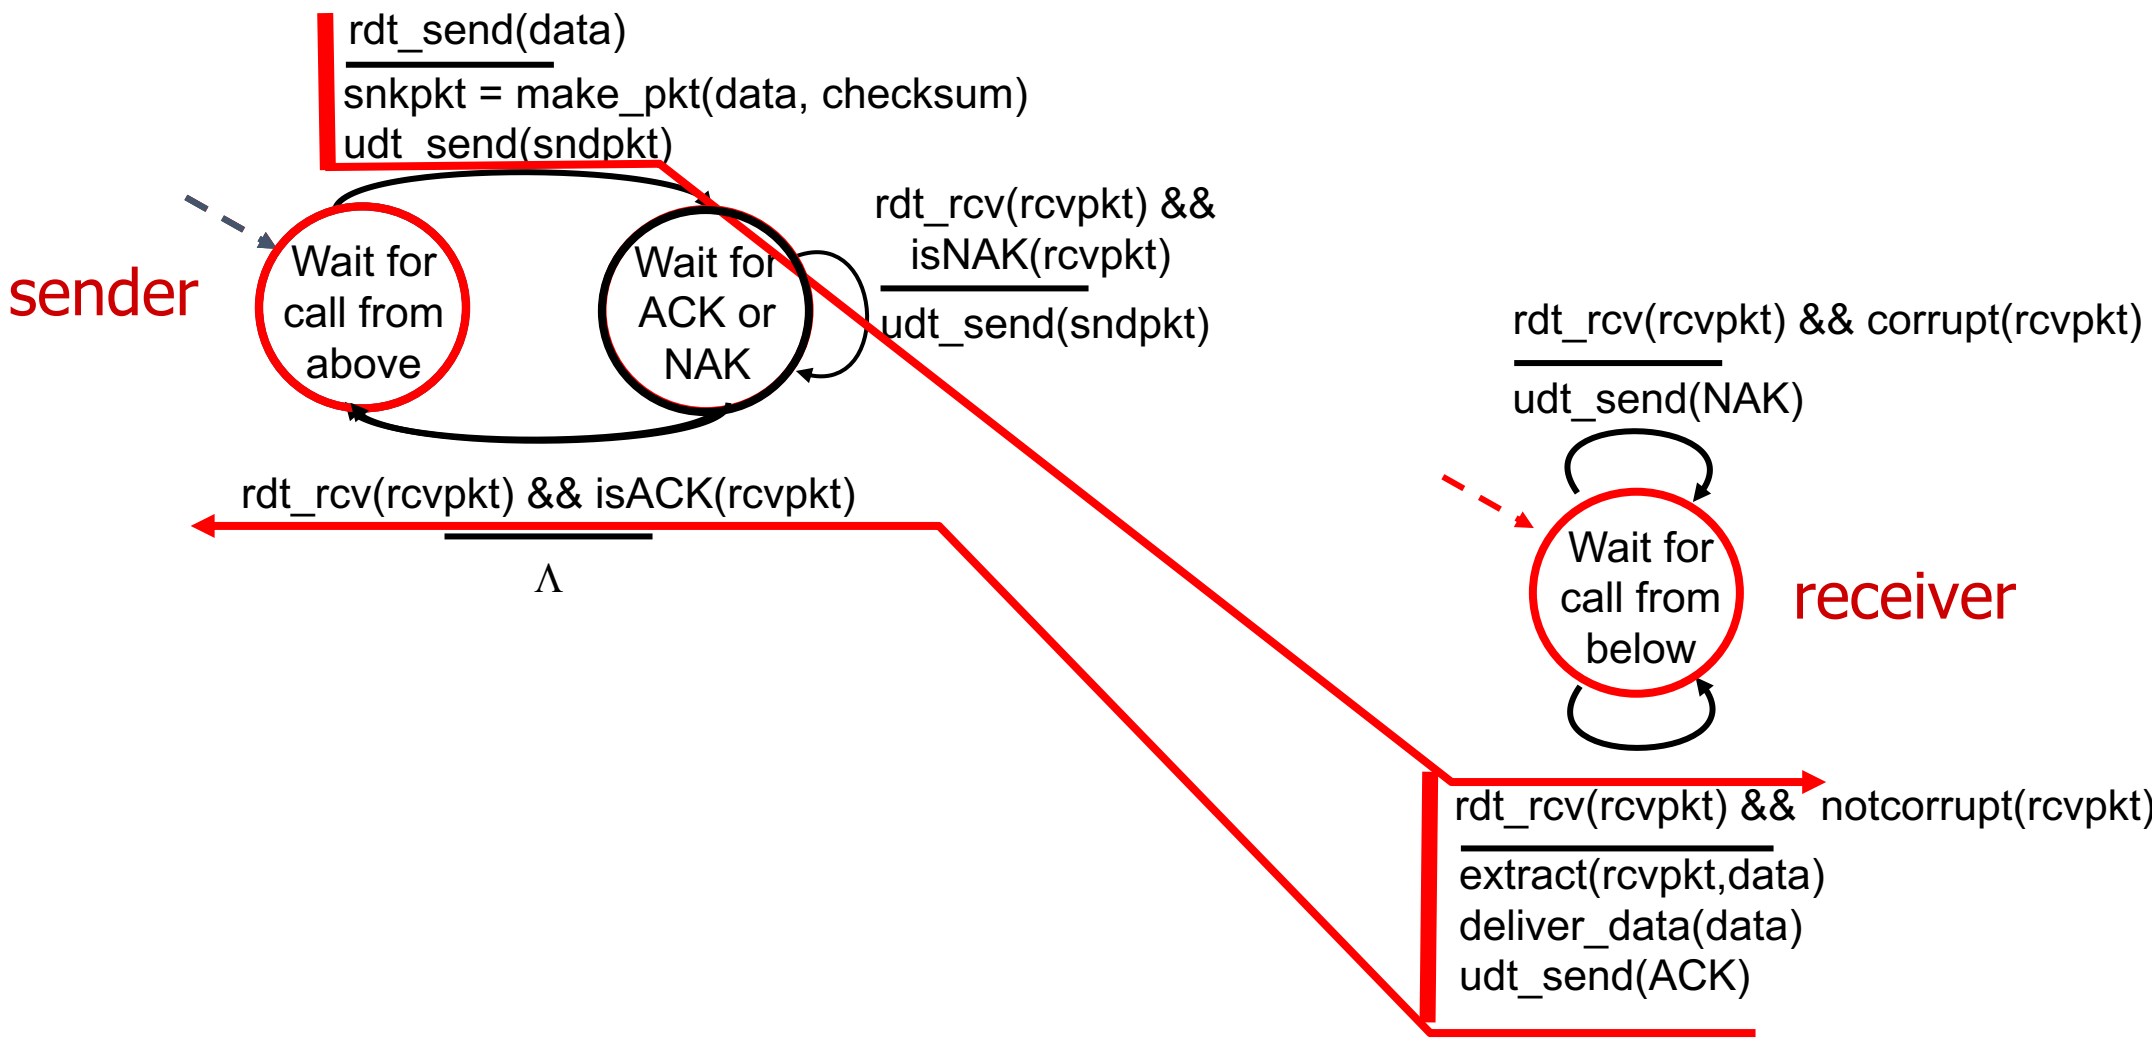 rdt_send(data)
snkpkt = make_pkt(data, checksum)
udt_send(sndpkt)
sender
Wait for
call from
above
Wait for
ACK or
NAK
rdt_rcv(rcvpkt) &&
isNAK(rcvpkt)
udt_send(sndpkt)
rdt_rcv(rcvpkt) && isACK(rcvpkt)
Λ
rdt_rcv(rcvpkt) && corrupt(rcvpkt)
udt_send(NAK)
Wait for
call from
below
receiver
rdt_rcv(rcvpkt) && notcorrupt(rcvpkt)
extract(rcvpkt,data)
deliver_data(data)
udt_send(ACK)